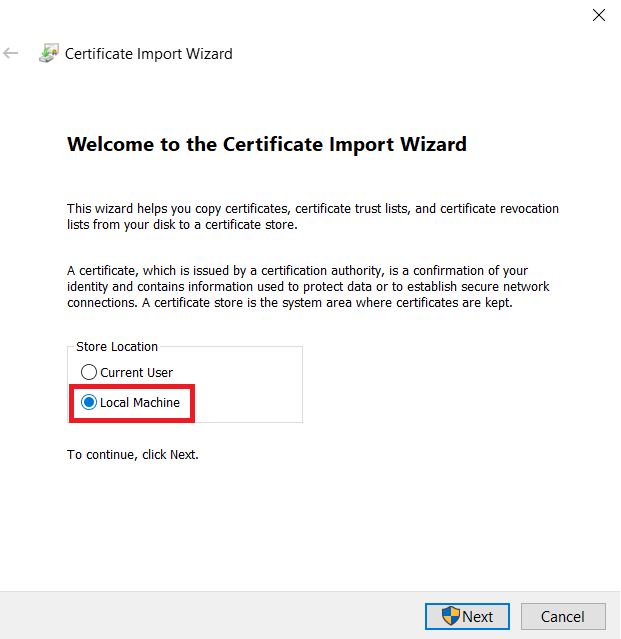 Certificate Import Wizard
Welcome to the Certificate Import Wizard
This wizard helps you copy certificates, certificate trust lists, and certificate revocation
lists from your disk to a certificate store.
A certificate, which is issued by a certification authority, is a confirmation of your
identity and contains information used to protect data or to establish secure network
connections. A certificate store is the system area where certificates are kept.
Store Location
Current User
Local Machine
To continue, click Next.
Next
Cancel